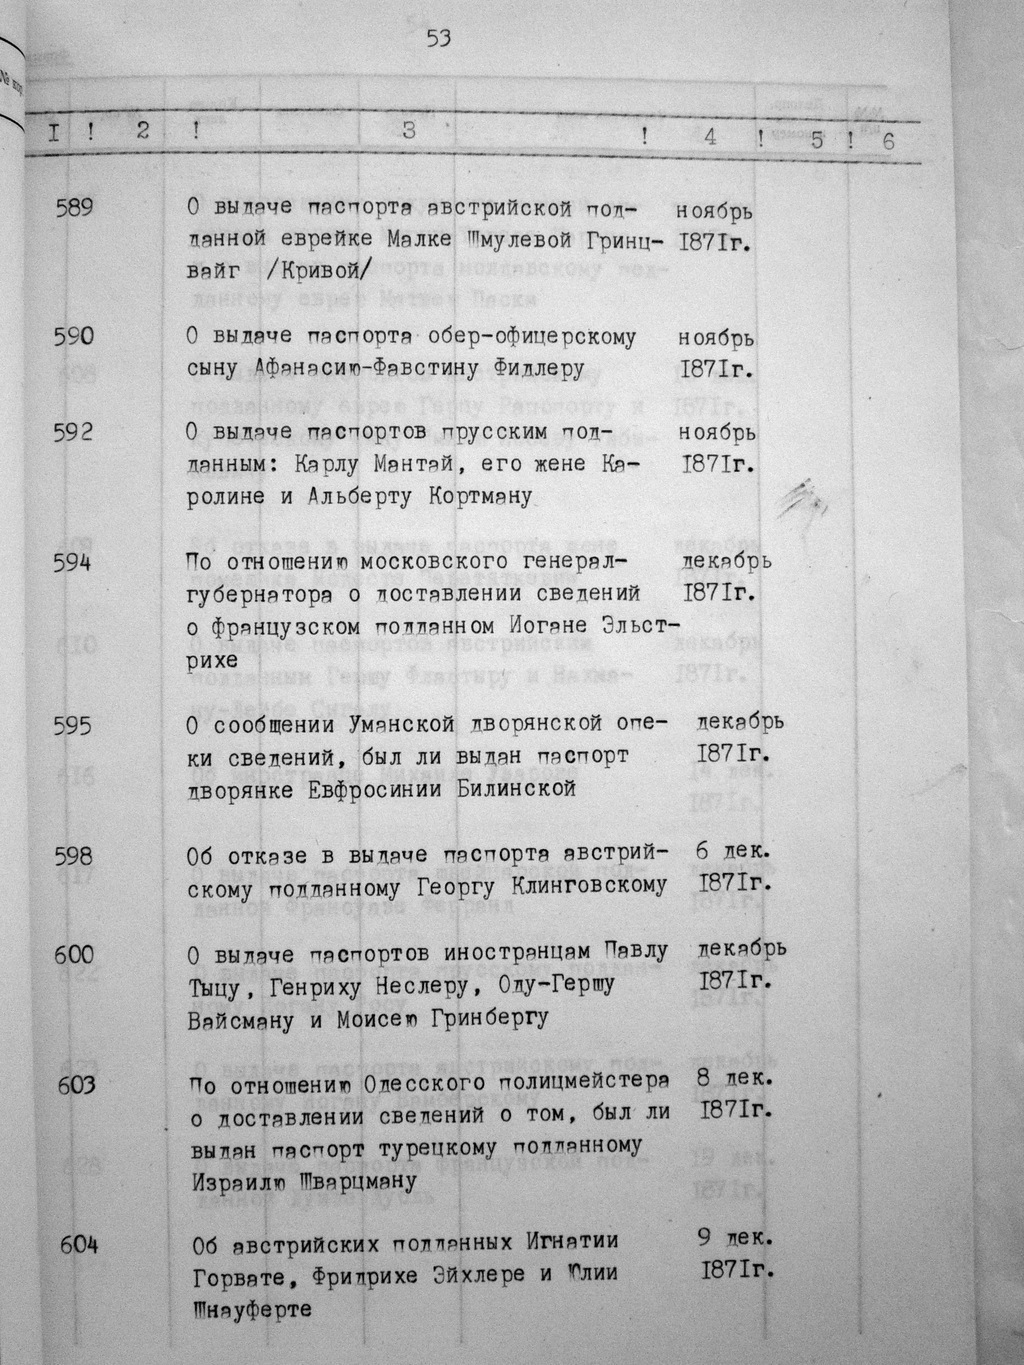 53
I ! 2 ! 3 ! 4 ! 5 ! 6
589 О выдаче паспорта австрийской под- ноябрь
данной еврейке Малке Шмулевой Гринц- I87Iг.
вайг /Кривой/
590 О выдаче паспорта обер-офицерскому ноябрь
сыну Афанасию-Фавстину Фидлеру I87Iг.
592 О выдаче паспортов прусским под- ноябрь
данным: Карлу Мантай, его жене Ка- I87Iг.
ролине и Альберту Кортману
594 По отношению московского генерал- декабрь
губернатора о доставлении сведений I87Iг.
о французском подданном Иогане Эльст-
рихе
595 О сообщении Уманской дворянской опе- декабрь
ки сведений, был ли выдан паспорт I87Iг.
дворянке Евфросинии Билинской
598 Об отказе в выдаче паспорта австрий- 6 дек.
скому подданному Георгу Клинговскому I87Iг.
600 О выдаче паспортов иностранцам Павлу декабрь
Тыцу, Генриху Неслеру, Оду-Гершу I87Iг.
Вайсману и Моисею Гринбергу
603 По отношению Одесского полицмейстера 8 дек.
о доставлении сведений о том, был ли I87Iг.
выдан паспорт турецкому подданному
Израилю Шварцману
604 Об австрийских подданных Игнатии 9 дек.
Горвате, Фридрихе Эйхлере и Юлии I87Iг.
Шнауферте